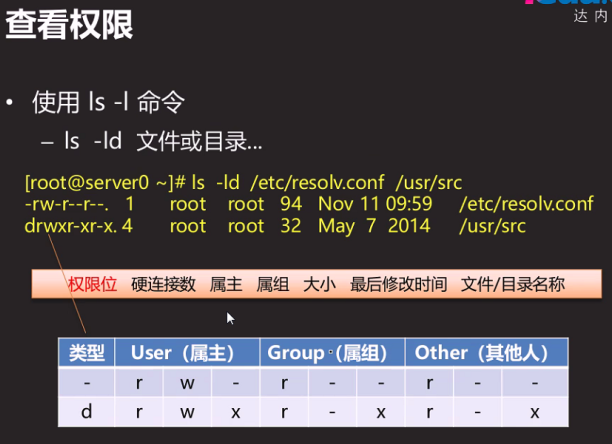 查看权限
达内
• 使用 ls -l 命令
– ls -ld 文件或目录...
[root@server0 ~]# ls -ld /etc/resolv.conf /usr/src
-rw-r--r--. 1 root root 94 Nov 11 09:59 /etc/resolv.conf
drwxr-xr-x. 4 root root 32 May 7 2014 /usr/src
权限位 硬连接数 属主 属组 大小 最后修改时间 文件/目录名称
类型 User（属主） Group（属组） Other（其他人）
- r w - r - - r - -
d r w x r - x r - x